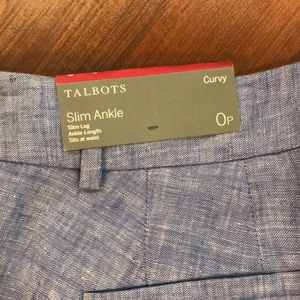 TALBOTS
Curvy
Slim Ankle
Slim-Leg
Ankle-Length
Sits at waist
0P